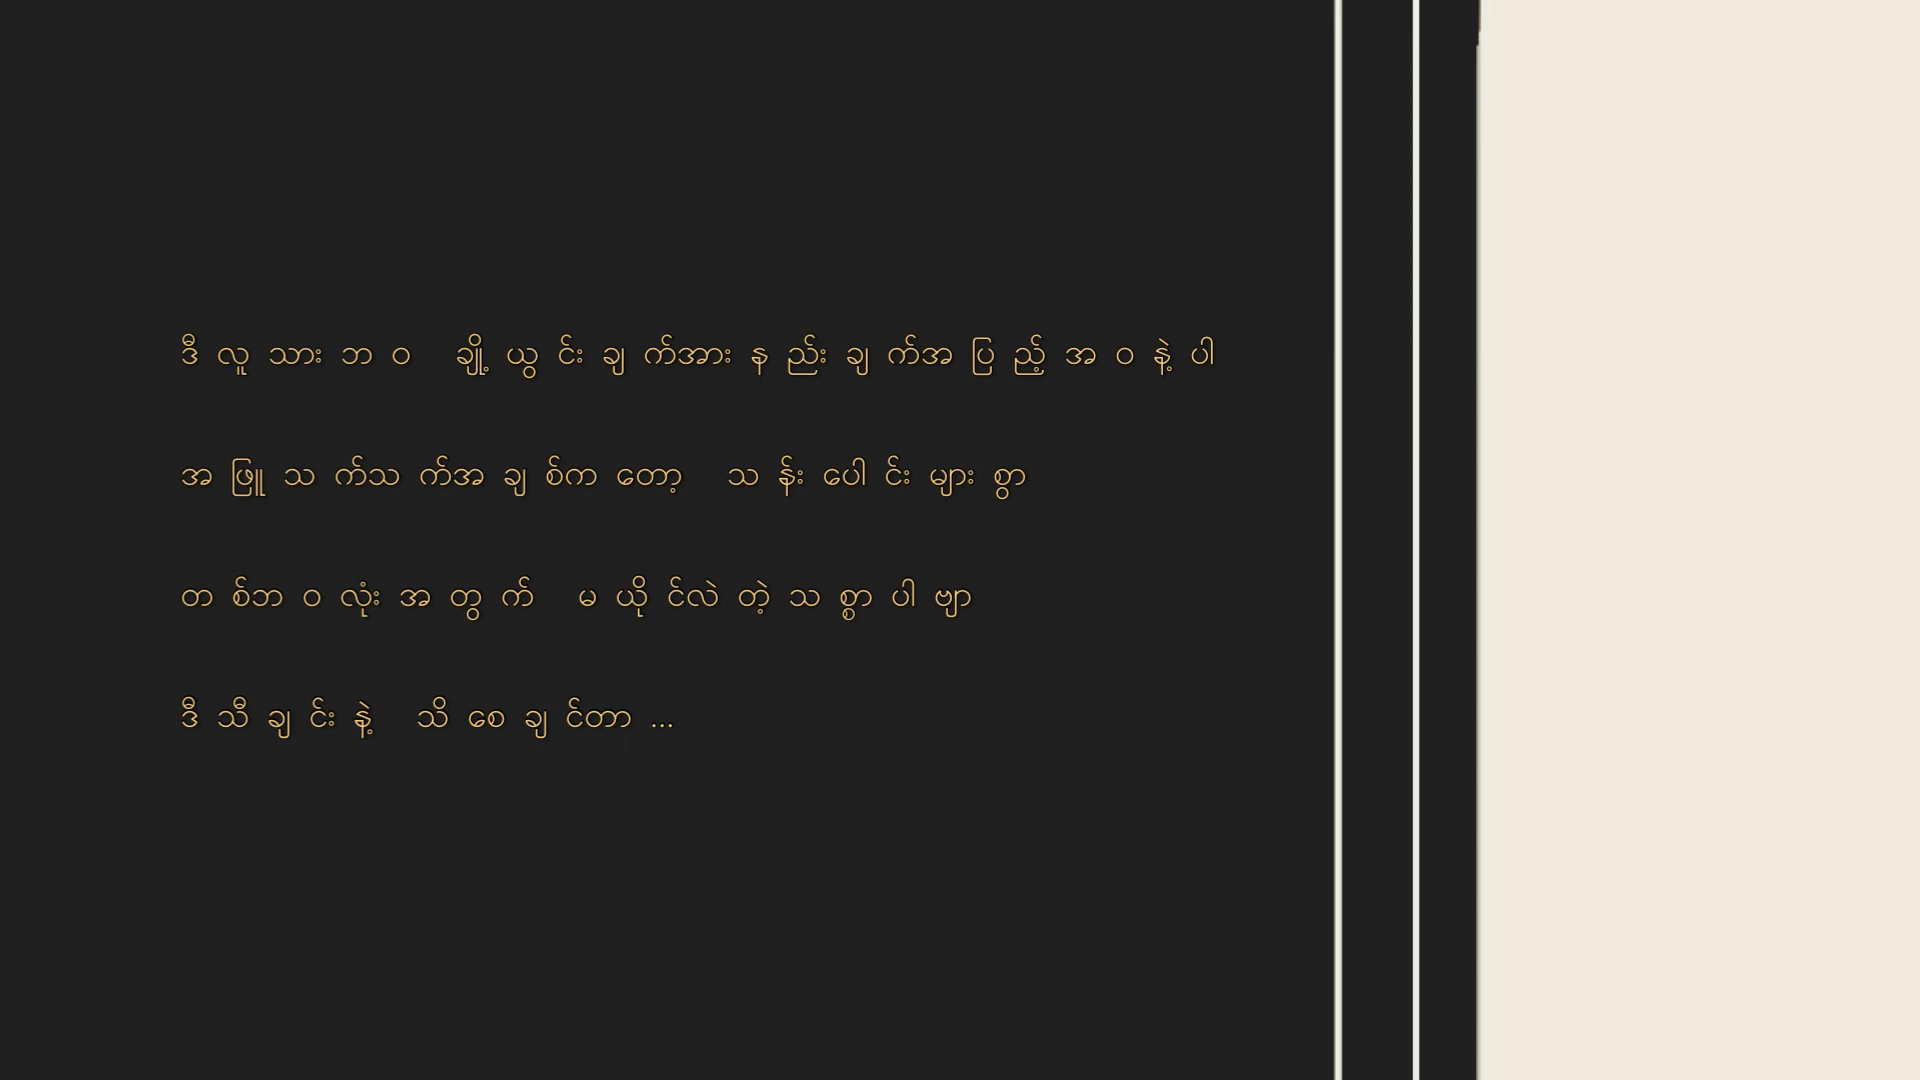 ဒီလူသားဘဝ ချို့ယွင်းချက်အားနည်းချက်အပြည့်အဝနဲ့ပါ
အဖြူသက်သက်အချစ်ကတော့ သန်းပေါင်းများစွာ
တစ်ဘဝလုံးအတွက် မယိုင်လဲတဲ့သစ္စာပါဗျာ
ဒီသီချင်းနဲ့ သိစေချင်တာ...